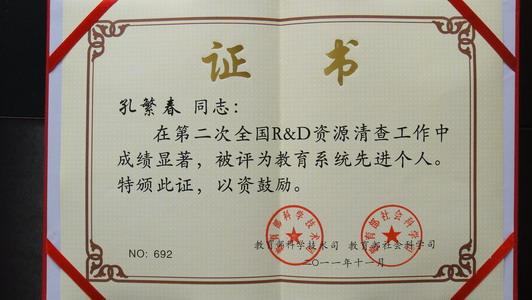 证 书
孔繁春 同志：
在第二次全国R&D资源清查工作中
成绩显著，被评为教育系统先进个人。
特颁此证，以资鼓励。
教育部科学技术司 教育部社会科学司
NO: 692
二〇一一年十一月